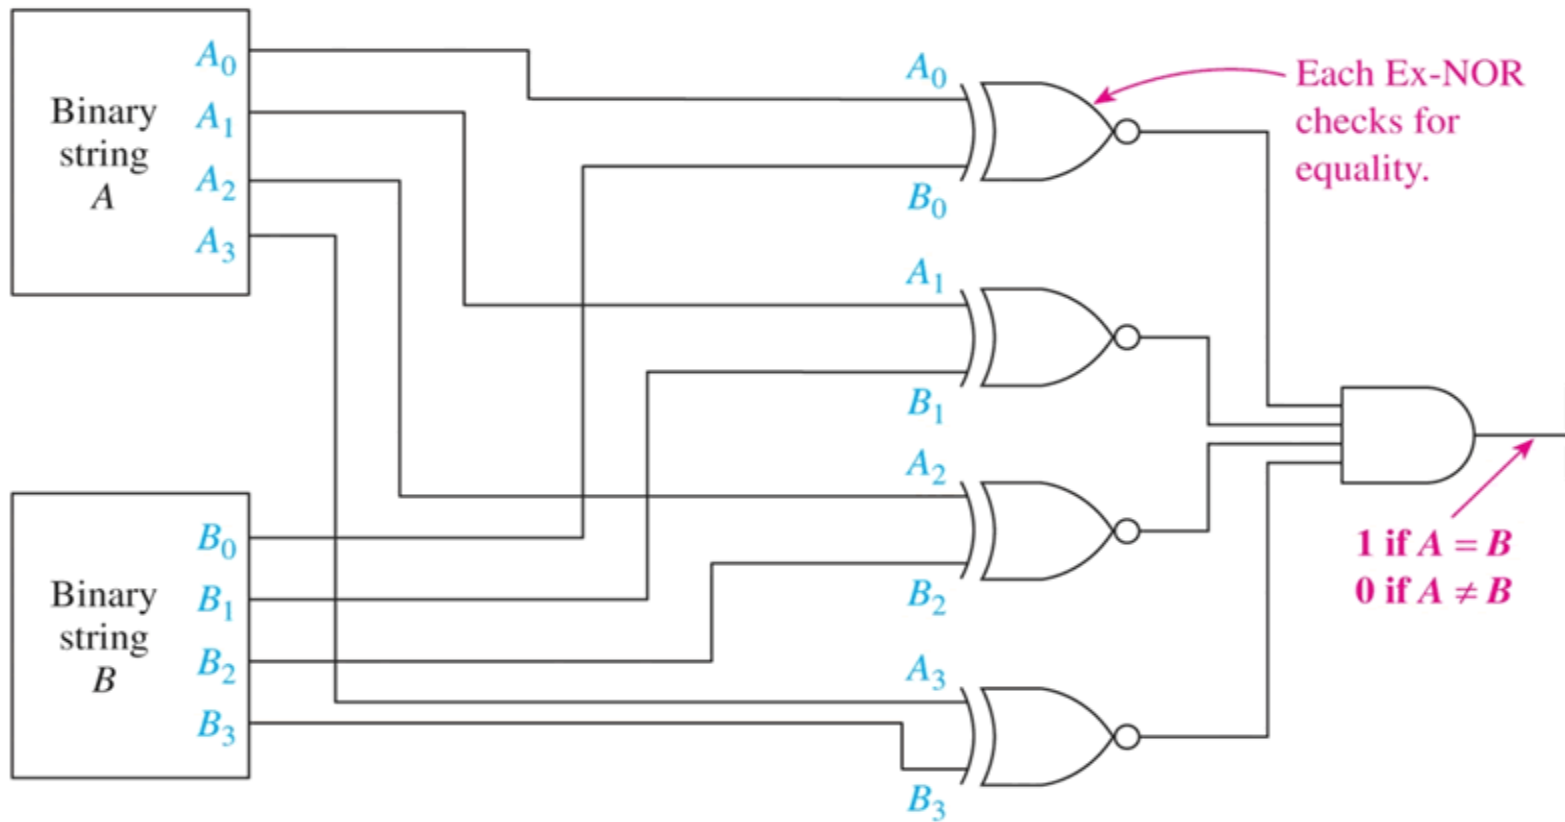 Binary
string
A
A₀
A₁
A₂
A₃
Binary
string
B
B₀
B₁
B₂
B₃
A₀
B₀
A₁
B₁
A₂
B₂
A₃
B₃
Each Ex-NOR
checks for
equality.
1 if A = B
0 if A ≠ B